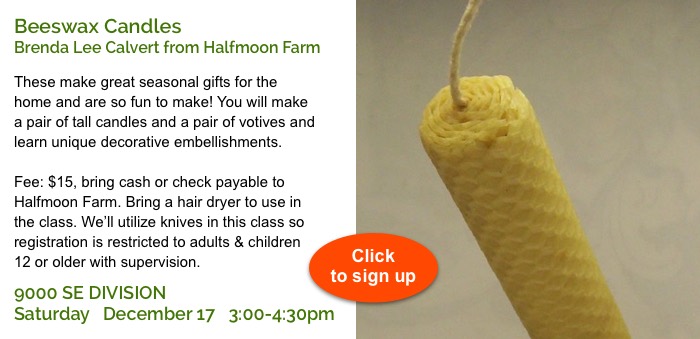 Beeswax Candles
Brenda Lee Calvert from Halfmoon Farm
These make great seasonal gifts for the
home and are so fun to make! You will make
a pair of tall candles and a pair of votives and
learn unique decorative embellishments.
Fee: $15, bring cash or check payable to
Halfmoon Farm. Bring a hair dryer to use in
the class. We’ll utilize knives in this class so
registration is restricted to adults & children
12 or older with supervision.
Click
to sign up
9000 SE DIVISION
Saturday   December 17   3:00-4:30pm